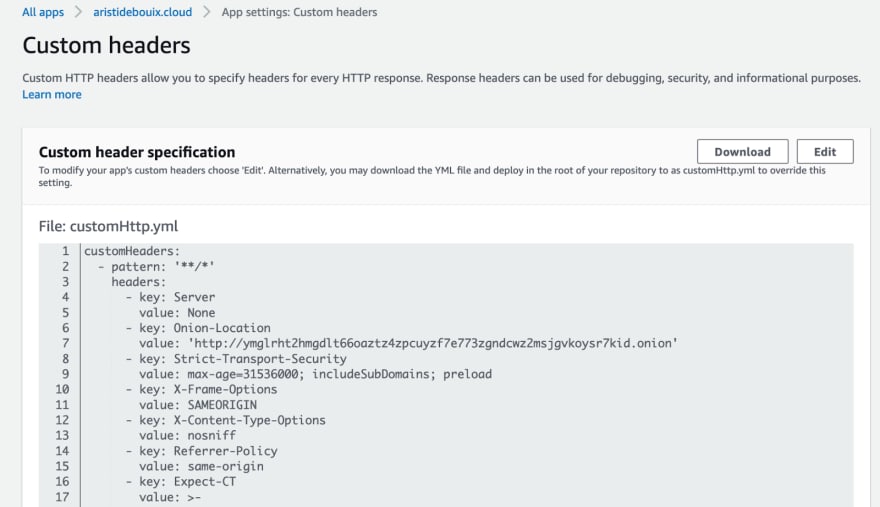 All apps > aristidebouix.cloud > App settings: Custom headers
Custom headers
Custom HTTP headers allow you to specify headers for every HTTP response. Response headers can be used for debugging, security, and informational purposes.
Learn more
Custom header specification
Download
Edit
To modify your app's custom headers choose 'Edit'. Alternatively, you may download the YML file and deploy in the root of your repository to as customHttp.yml to override this
setting.
File: customHttp.yml
1 customHeaders:
2 - pattern: '**/*'
3 headers:
4 - key: Server
5 value: None
6 - key: Onion-Location
7 value: 'http://ymglrht2hmgdlt66oaztz4zpcuyzf7e773zgndcwz2msjgvkoysr7kid.onion'
8 - key: Strict-Transport-Security
9 value: max-age=31536000; includeSubDomains; preload
10 - key: X-Frame-Options
11 value: SAMEORIGIN
12 - key: X-Content-Type-Options
13 value: nosniff
14 - key: Referrer-Policy
15 value: same-origin
16 - key: Expect-CT
17 value: >-